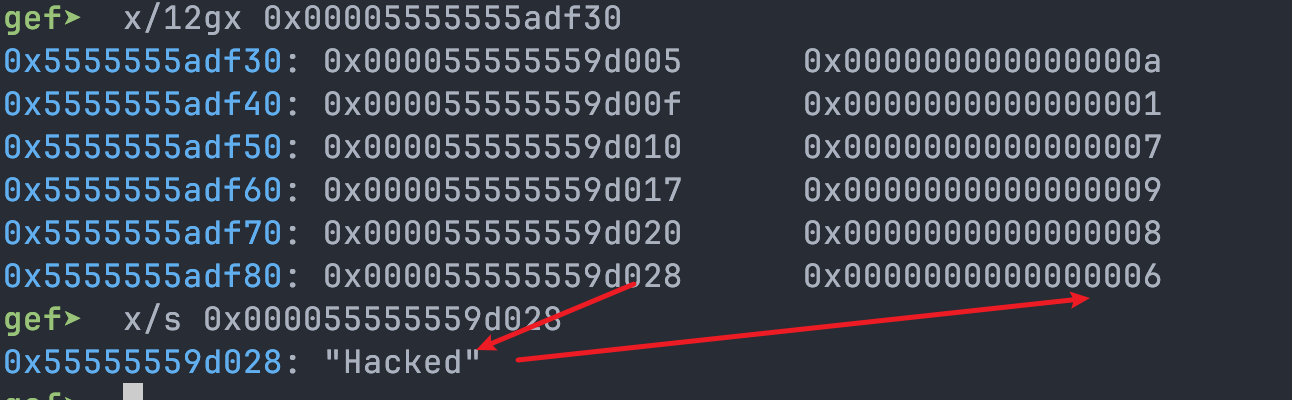 gef➤  x/12gx 0x00005555555adf30
0x5555555adf30: 0x000055555559d005      0x000000000000000a
0x5555555adf40: 0x000055555559d00f      0x0000000000000001
0x5555555adf50: 0x000055555559d010      0x0000000000000007
0x5555555adf60: 0x000055555559d017      0x0000000000000009
0x5555555adf70: 0x000055555559d020      0x0000000000000008
0x5555555adf80: 0x000055555559d028      0x0000000000000006
gef➤  x/s 0x000055555559d028
0x55555559d028: "Hacked"
gef➤